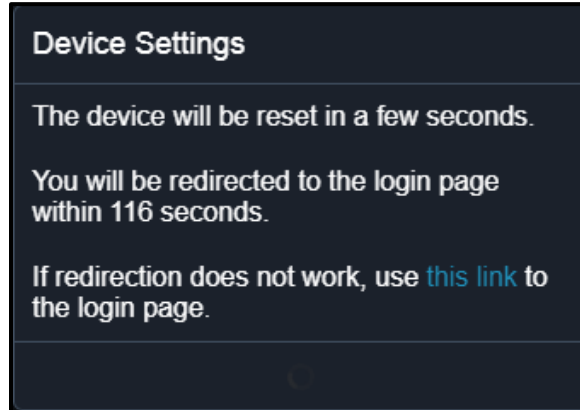 Device Settings
The device will be reset in a few seconds.
You will be redirected to the login page
within 116 seconds.
If redirection does not work, use this link to
the login page.